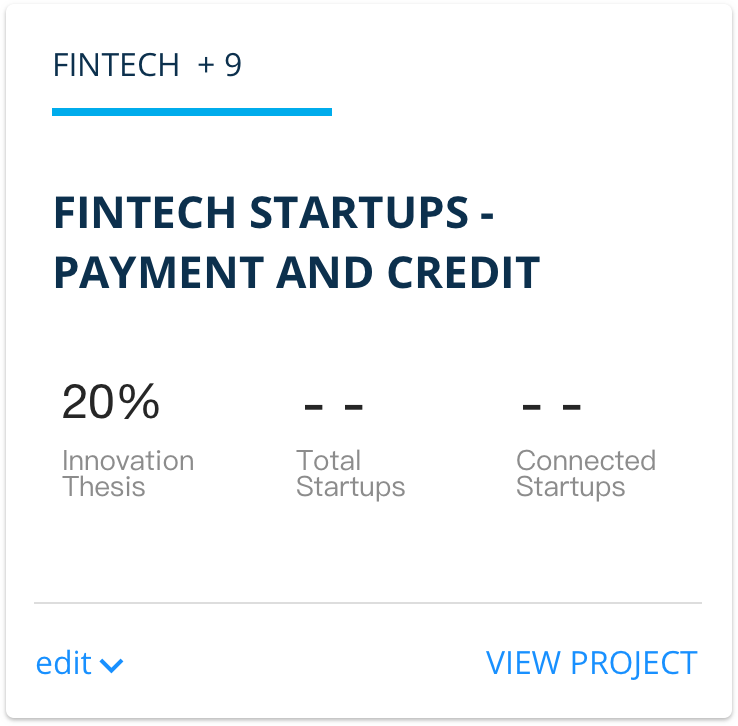 FINTECH + 9
FINTECH STARTUPS -
PAYMENT AND CREDIT
20% - - - -
Innovation Total Connected
Thesis Startups Startups
edit VIEW PROJECT